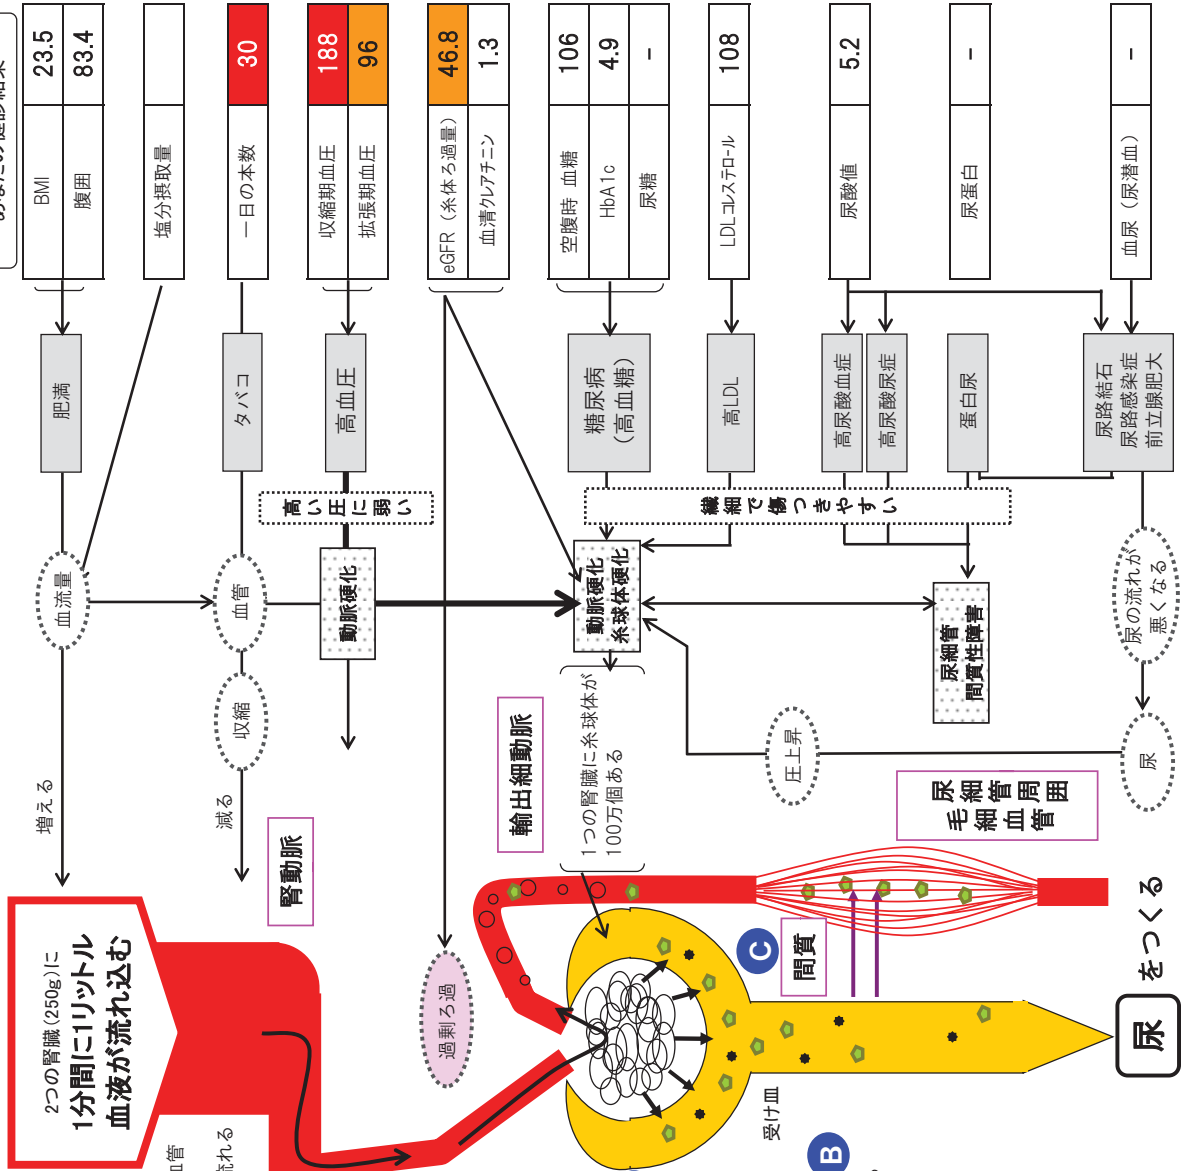 あなたの健診結果
BMI
23.5
腹囲
83.4
塩分摂取量
一日の本数
30
収縮期血圧
188
拡張期血圧
96
eGFR（糸体ろ過量）
46.8
血清クレアチニン
1.3
空腹時 血糖
106
HbA1c
4.9
尿糖
-
LDLコレステロール
108
尿酸値
5.2
尿蛋白
-
血尿（尿潜血）
-
肥満
タバコ
高血圧
糖尿病
（高血糖）
高LDL
高尿酸血症
高尿酸尿症
蛋白尿
尿路結石
尿路感染症
前立腺肥大
高い圧に弱い
繊細で傷つきやすい
血流量
血管
動脈硬化
動脈硬化
糸球体硬化
尿細管
間質性障害
尿の流れが
悪くなる
収縮
圧上昇
尿
増える
減る
腎動脈
輸出細動脈
1つの腎臓に糸球体が
100万個ある
尿細管周囲
毛細血管
過剰ろ過
間質
C
2つの腎臓（250g）に
1分間に1リットル
血液が流れ込む
血管
流れる
受け皿
B
尿 をつくる